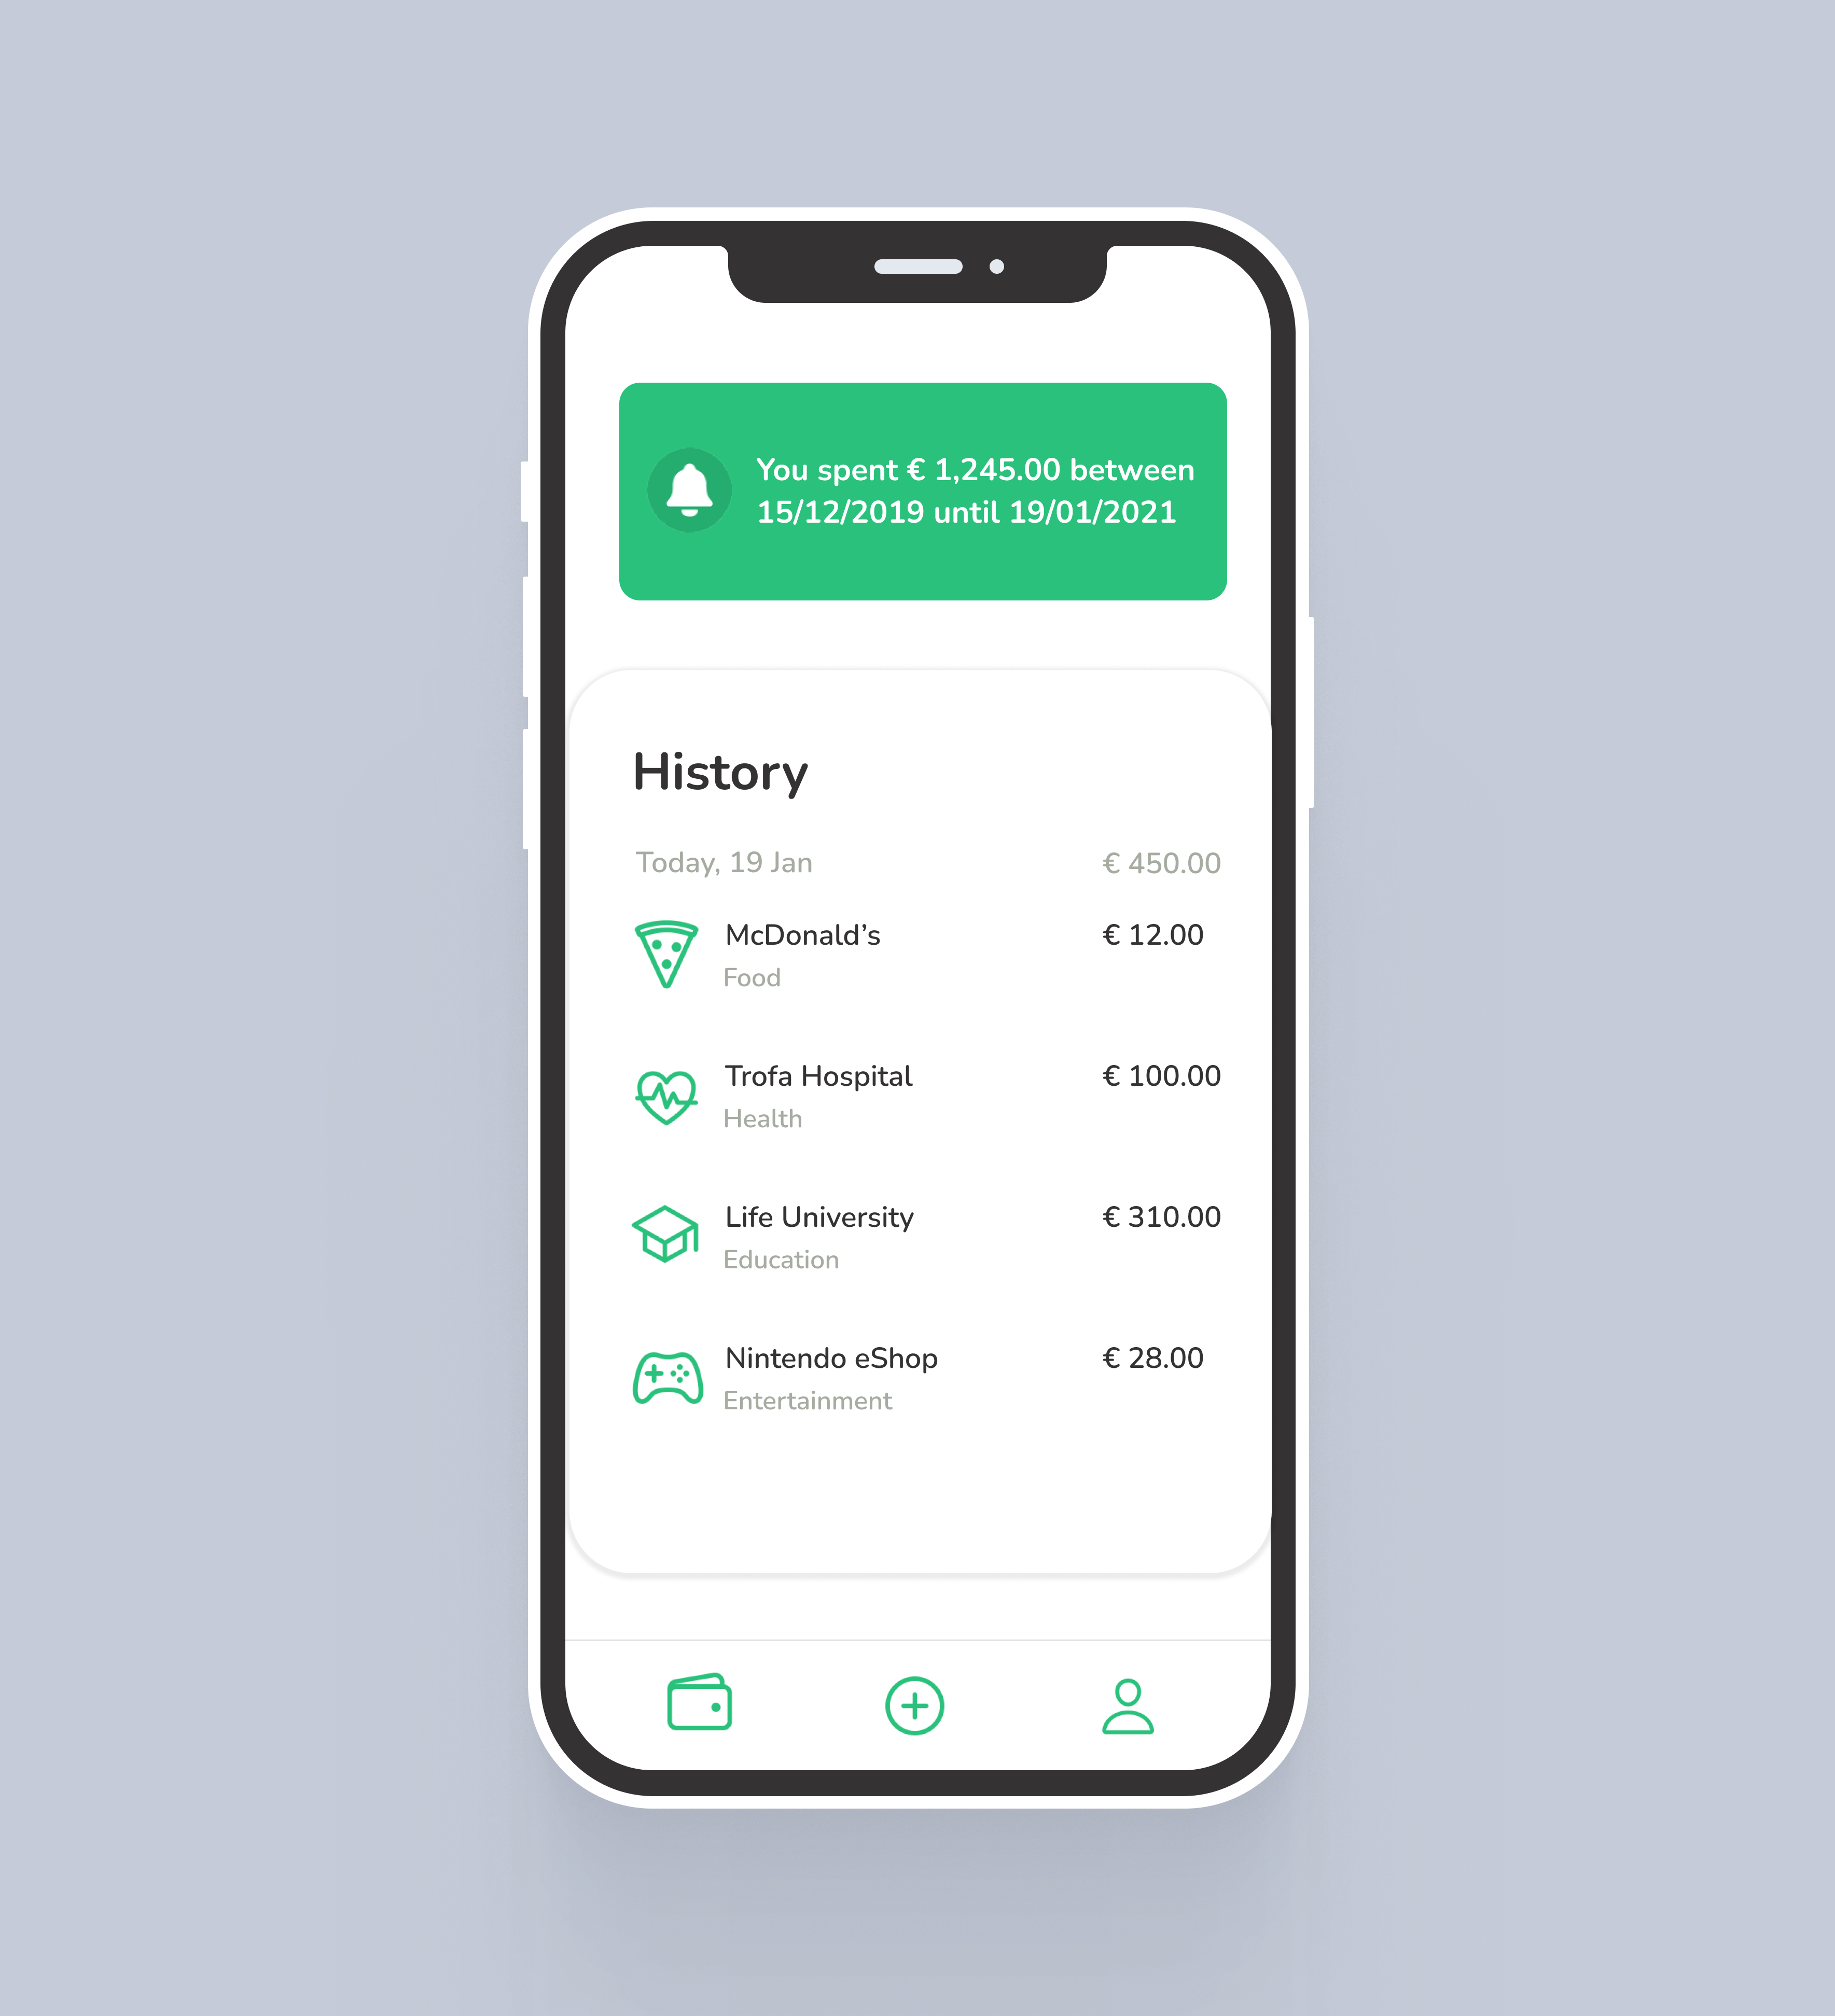 You spent € 1,245.00 between
15/12/2019 until 19/01/2021
History
Today, 19 Jan € 450.00
McDonald’s € 12.00
Food
Trofa Hospital € 100.00
Health
Life University € 310.00
Education
Nintendo eShop € 28.00
Entertainment